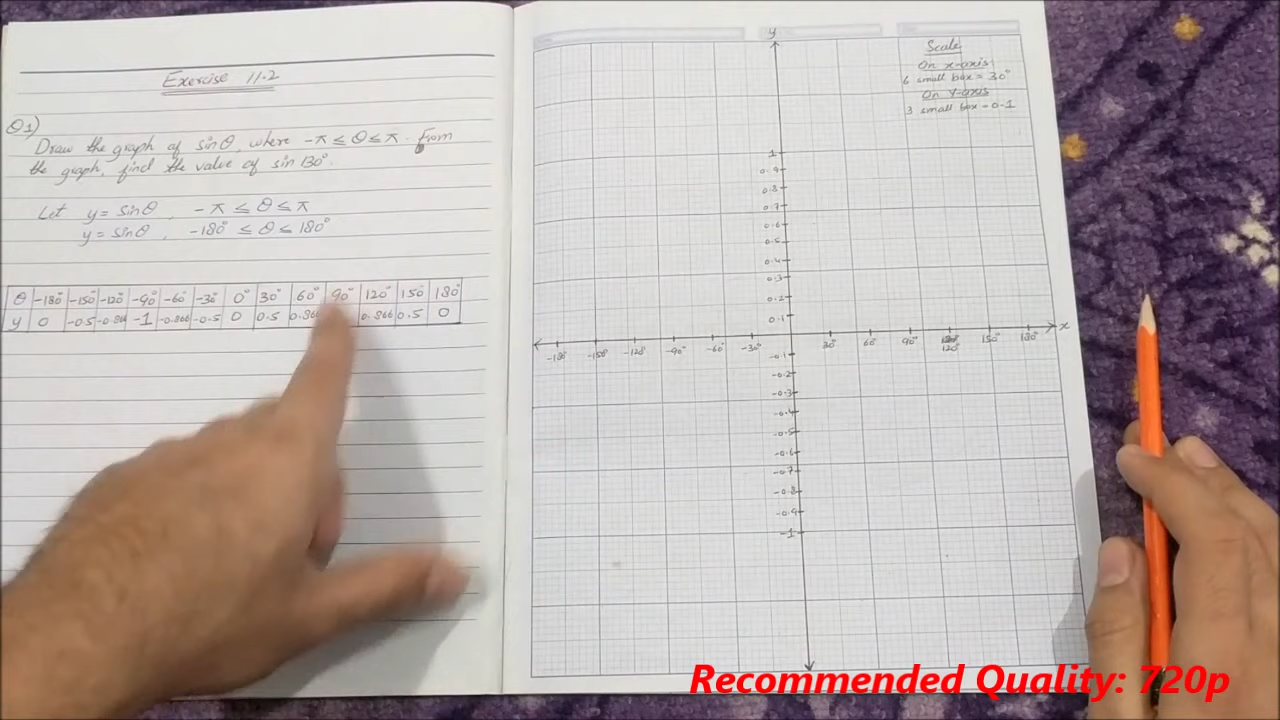 Exercise 11.2
Q1)
Draw the graph of sinθ, where -π ≤ θ ≤ π. From
the graph, find the value of sin 130°.
Let y = sinθ , -π ≤ θ ≤ π
y = sinθ , -180° ≤ θ ≤ 180°
θ -180° -150° -120° -90° -60° -30° 0° 30° 60° 90° 120° 150° 180°
y 0 -0.5 -0.866 -1 -0.866 -0.5 0 0.5 0.866 0.866 0.5 0
Scale
On x-axis
6 small box = 30°
On Y-axis
3 small box = 0.1
y
1
0.9
0.8
0.7
0.6
0.5
0.4
0.3
0.2
0.1
x
-180° -150° -120° -90° -60° -30° 30° 60° 90° 120° 150° 180°
-0.1
-0.2
-0.3
-0.4
-0.5
-0.6
-0.7
-0.8
-0.9
-1
Recommended Quality: 720p